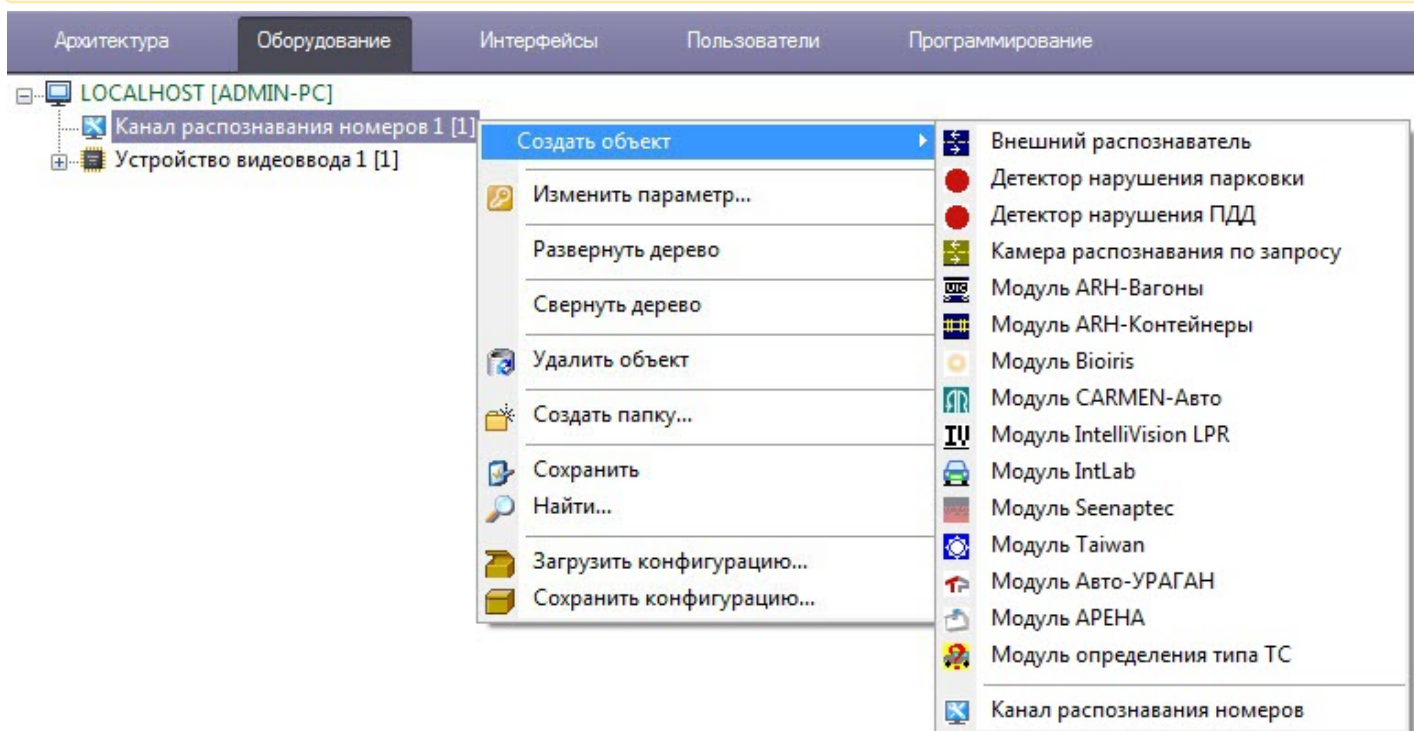 Архитектура Оборудование Интерфейсы Пользователи Программирование
LOCALHOST [ADMIN-PC]
Канал распознавания номеров 1 [1]
Устройство видеоввода 1 [1]
Создать объект
Изменить параметр...
Развернуть дерево
Свернуть дерево
Удалить объект
Создать папку...
Сохранить
Найти...
Загрузить конфигурацию...
Сохранить конфигурацию...
Внешний распознаватель
Детектор нарушения парковки
Детектор нарушения ПДД
Камера распознавания по запросу
Модуль ARH-Вагоны
Модуль ARH-Контейнеры
Модуль Bioiris
Модуль CARMEN-Авто
Модуль IntelliVision LPR
Модуль IntLab
Модуль Seenaptec
Модуль Taiwan
Модуль Авто-УРАГАН
Модуль АРЕНА
Модуль определения типа ТС
Канал распознавания номеров